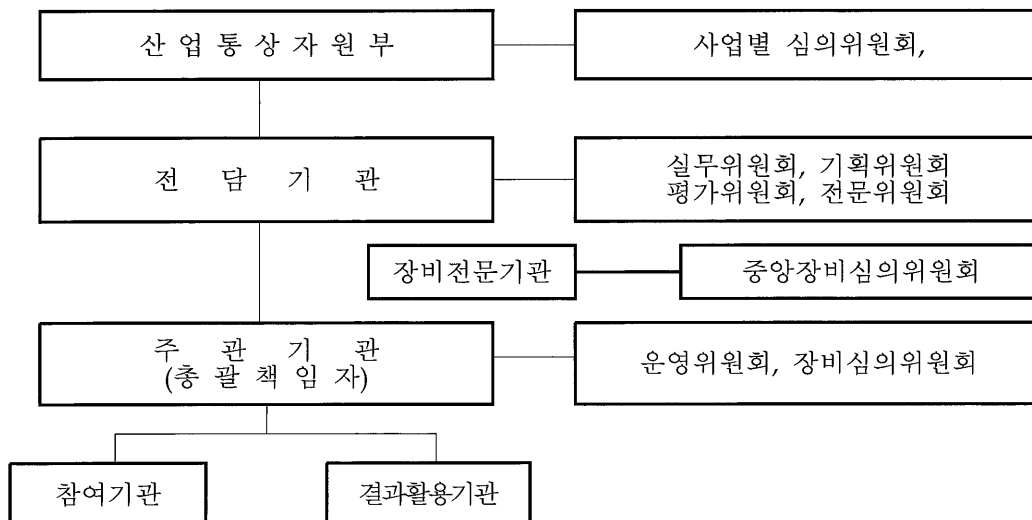 산 업 통 상 자 원 부
사업별 심의위원회,
전 담 기 관
실무위원회, 기획위원회
평가위원회, 전문위원회
장비전문기관
중앙장비심의위원회
주 관 기 관
(총 괄 책 임 자)
운영위원회, 장비심의위원회
참여기관
결과활용기관